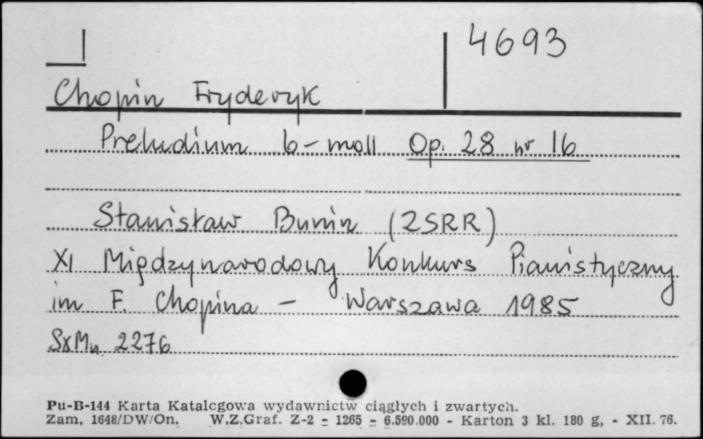 4693
Chopin Fryderyk
Preludium b-moll Op. 28 nr 16
Stanisław Bunin (ZSRR)
XI Międzynarodowy Konkurs Pianistyczny
im F. Chopina - Warszawa 1985
SxMn 2276
Pu-B-144 Karta Katalogowa wydawnictw ciągłych i zwartych.
Zam. 1648/DW/On. W.Z.Graf. Z-2 - 1265 - 6.590.000 - Karton 3 kl. 180 g. - XII. 76.